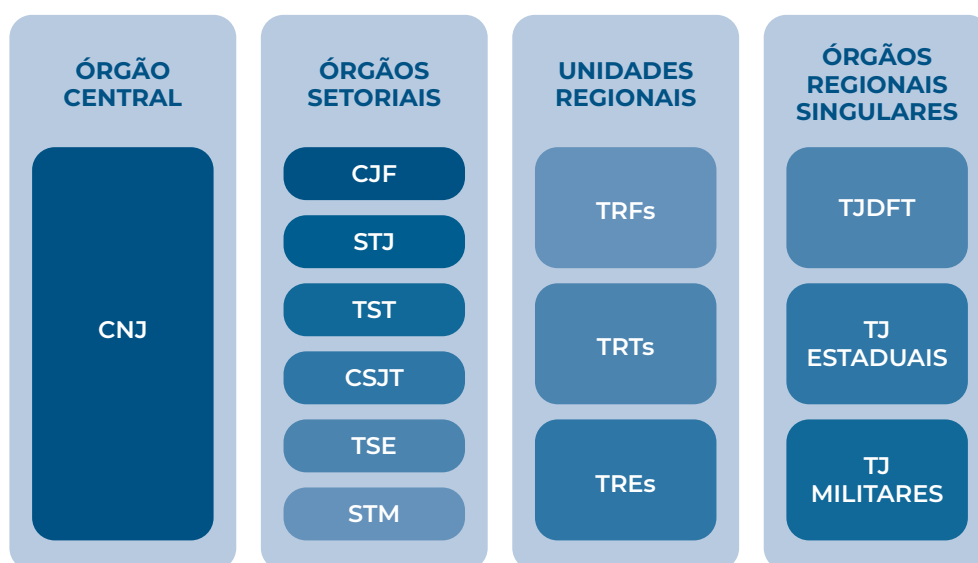 ÓRGÃO
CENTRAL
CNJ
ÓRGÃOS
SETORIAIS
CJF
STJ
TST
CSJT
TSE
STM
UNIDADES
REGIONAIS
TRFs
TRTs
TREs
ÓRGÃOS
REGIONAIS
SINGULARES
TJDFT
TJ
ESTADUAIS
TJ
MILITARES